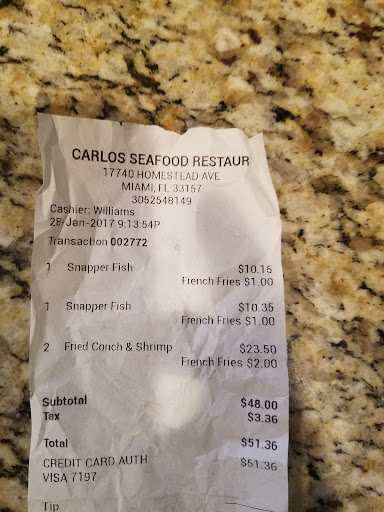 CARLOS SEAFOOD RESTAUR
17740 HOMESTEAD AVE
MIAMI, FL 33157
3052548149
Cashier: Williams
28-Jan-2017 9:13:54P
Transaction 002772
1 Snapper Fish $10.15
French Fries $1.00
1 Snapper Fish $10.35
French Fries $1.00
2 Fried Conch & Shrimp $23.50
French Fries $2.00
Subtotal $48.00
Tax $3.36
Total $51.36
CREDIT CARD AUTH $51.36
VISA 7197
Tip